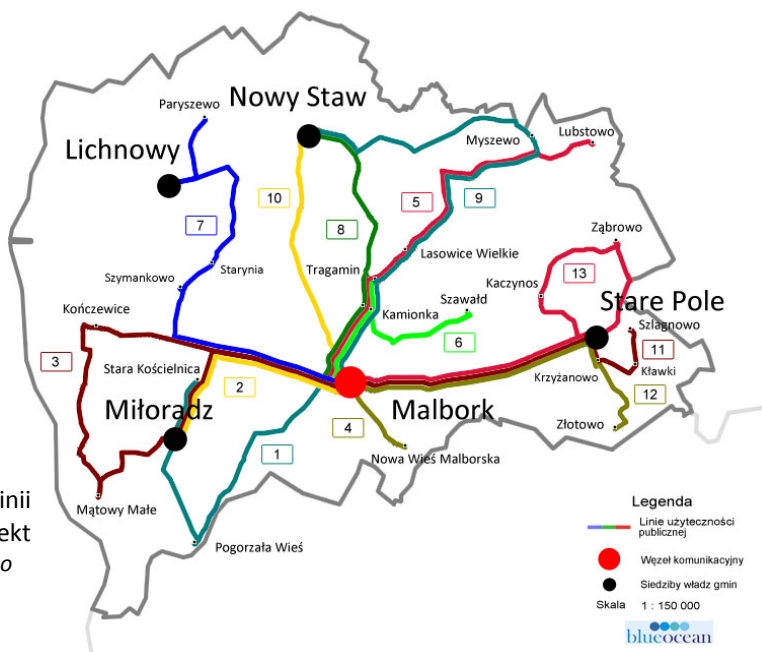 Nowy Staw
Paryszewo
Myszewo
Lubstowo
Lichnowy
10
5
9
7
8
Ząbrowo
Lasowice Wielkie
13
Szymankowo
Starynia
Tragamin
Kaczynos
Szawałd
Kończewice
Kamionka
Stare Pole
Szlagnowo
6
3
Stara Kościelnica
11
2
Krzyżanowo
Kławki
Miłoradz
Malbork
12
4
Złotowo
1
Nowa Wieś Malborska
Mątowy Małe
Pogorzała Wieś
inii
ekt
o
Legenda
Linie użyteczności
publicznej
Węzeł komunikacyjny
Siedziby władz gmin
Skala 1 : 150 000
blueocean